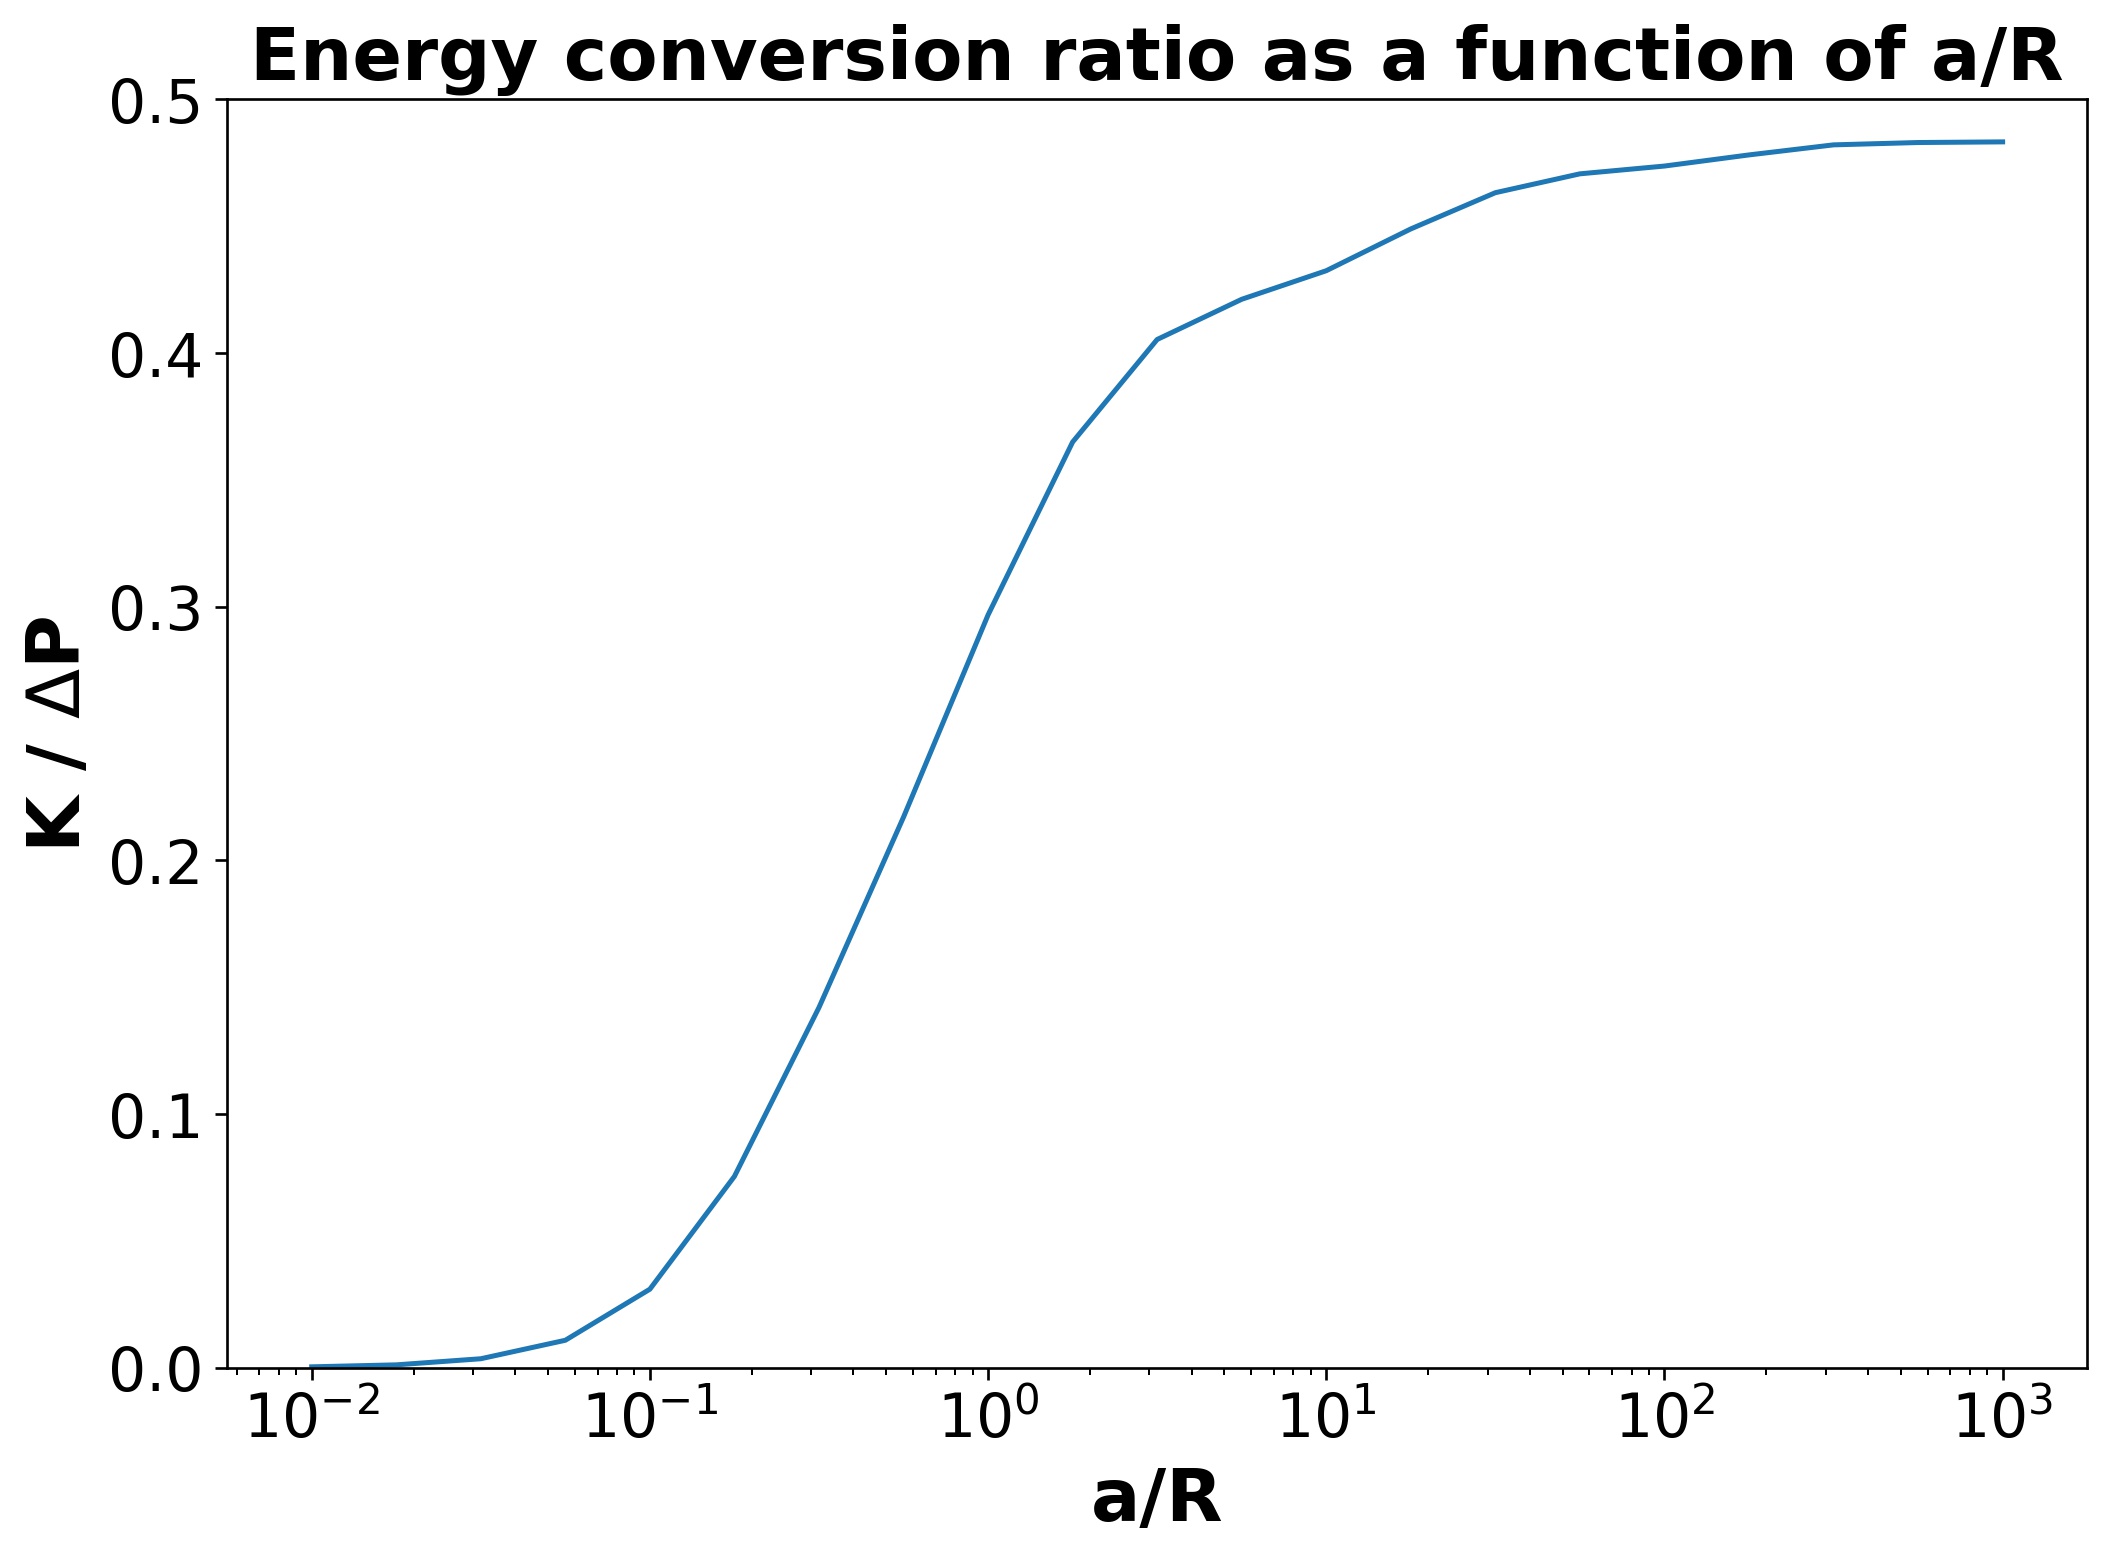 Energy conversion ratio as a function of a/R
0.5
0.4
0.3
0.2
0.1
0.0
K / ΔP
10⁻² 10⁻¹ 10⁰ 10¹ 10² 10³
a/R